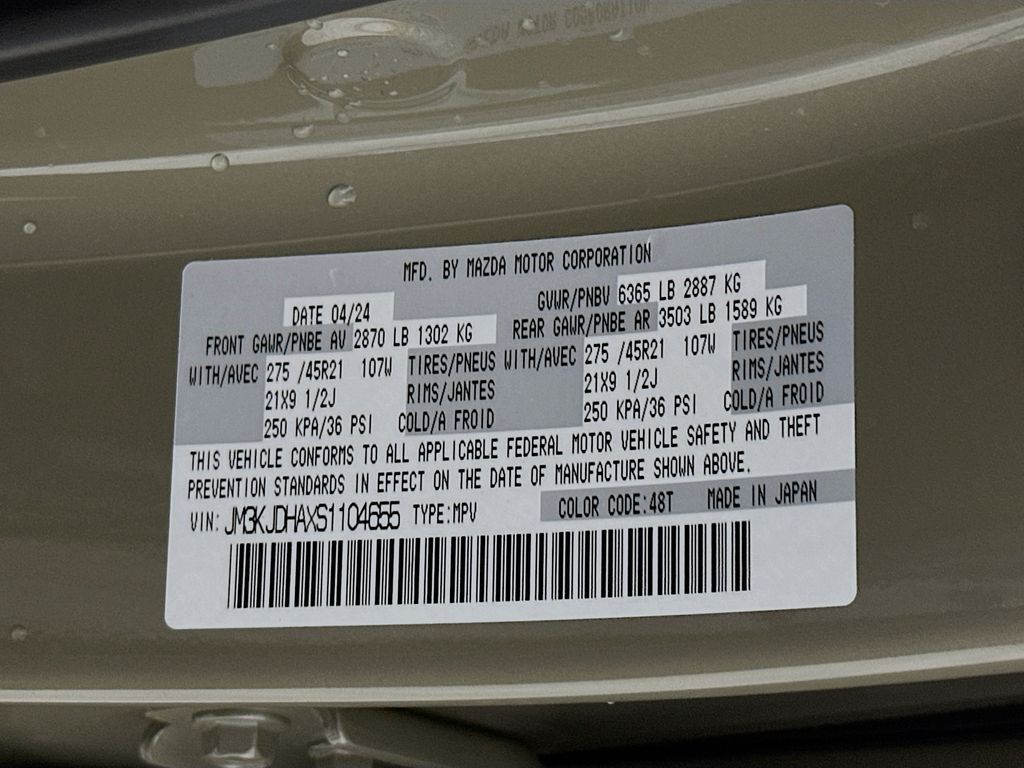 MFD. BY MAZDA MOTOR CORPORATION
DATE 04/24 GVWR/PNBV 6365 LB 2887 KG
FRONT GAWR/PNBE AV 2870 LB 1302 KG REAR GAWR/PNBE AR 3503 LB 1589 KG
WITH/AVEC 275 /45R21 107W TIRES/PNEUS WITH/AVEC 275 /45R21 107W TIRES/PNEUS
21X9 1/2J RIMS/JANTES 21X9 1/2J RIMS/JANTES
250 KPA/36 PSI COLD/A FROID 250 KPA/36 PSI COLD/A FROID
THIS VEHICLE CONFORMS TO ALL APPLICABLE FEDERAL MOTOR VEHICLE SAFETY AND THEFT
PREVENTION STANDARDS IN EFFECT ON THE DATE OF MANUFACTURE SHOWN ABOVE.
VIN: JM3KJDHAXS1104655 TYPE:MPV COLOR CODE:48T MADE IN JAPAN